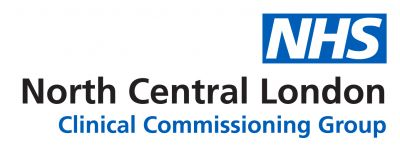 NHS
North Central London
Clinical Commissioning Group